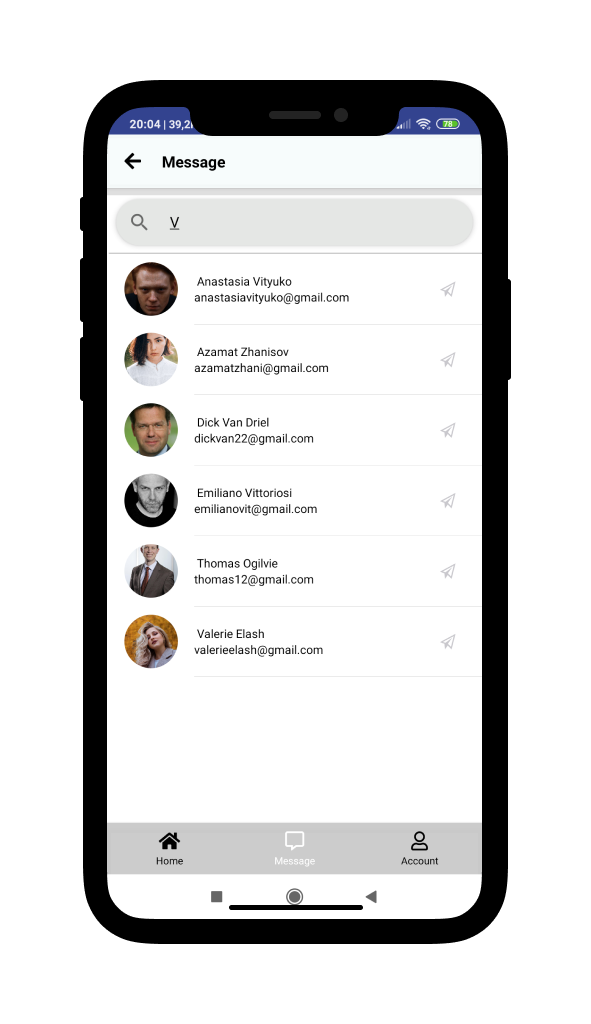 20:04 | 39,2
78
Message
V
Anastasia Vityuko
anastasiavityuko@gmail.com
Azamat Zhanisov
azamatzhani@gmail.com
Dick Van Driel
dickvan22@gmail.com
Emiliano Vittoriosi
emilianovit@gmail.com
Thomas Ogilvie
thomas12@gmail.com
Valerie Elash
valerieelash@gmail.com
Home
Message
Account